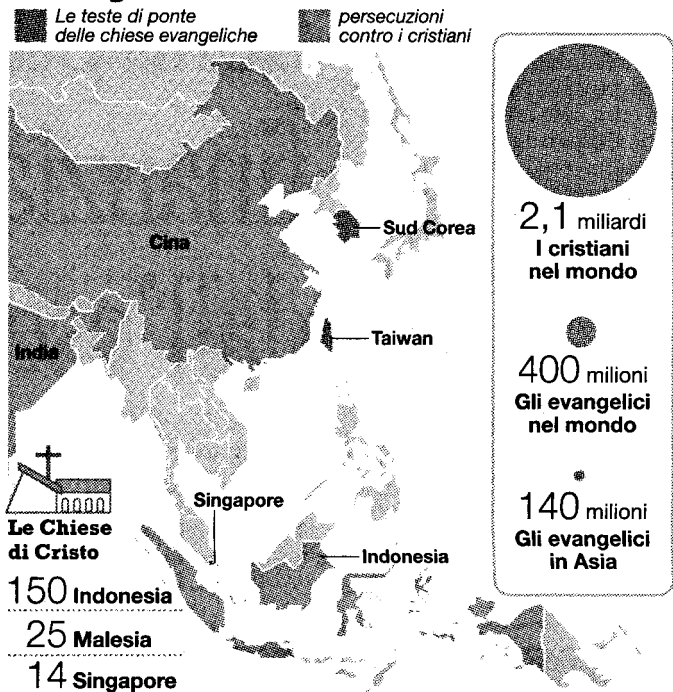 Le teste di ponte
delle chiese evangeliche
persecuzioni
contro i cristiani
Cina
Sud Corea
Taiwan
India
Singapore
Indonesia
Le Chiese
di Cristo
150 Indonesia
25 Malesia
14 Singapore
2,1 miliardi
I cristiani
nel mondo
400 milioni
Gli evangelici
nel mondo
140 milioni
Gli evangelici
in Asia